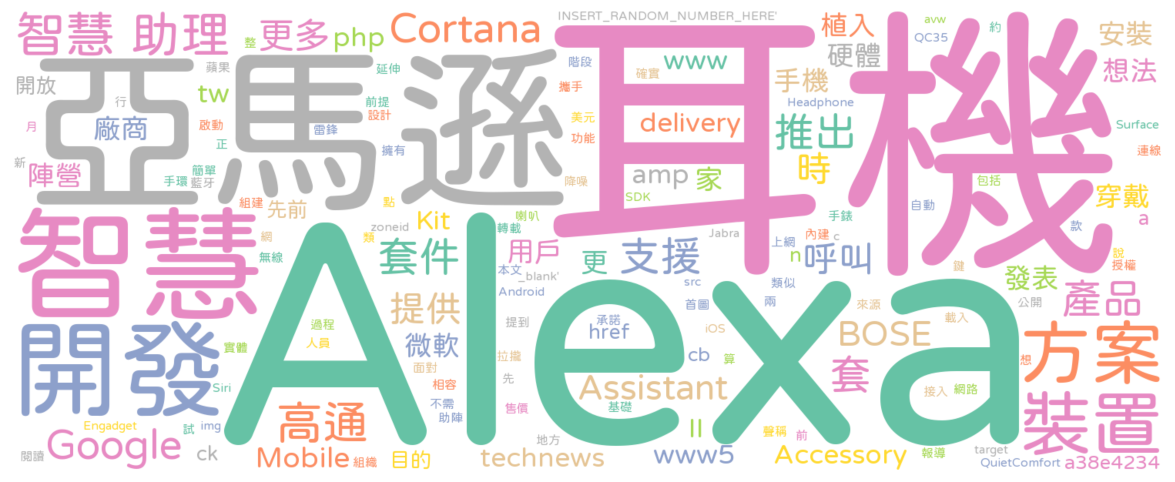 INSERT_RANDOM_NUMBER_HERE'
智慧 助理
更多
php
Cortana
階段
植入
avw
約
QC35
安裝
整
蘋果
延伸
確實
www
手機
硬體
想法
開放
行
tw
前提
攜手
美元
Headphone
亞馬遜
耳機
廠商
啟動
雷鋒
設計
功能
delivery
推出
Surface
月
正
擁有
連線
新
陣營
手環
簡單
藍牙
降噪
amp
家
時
包括
穿戴
組建
先前
點
SDK
自動
手錶
a
智慧
網
無線
zoneid
類
Kit
喇叭
轉載
用戶
Jabra
內建
c
上網
n
呼叫
款
說
授權
套件
本文
_blank'
更
支援
src
類似
鍵
發表
Android
首圖
兩
來源
公開
產品
提供
提到
承諾
href
iOS
BOSE
載入
過程
人員
微軟
開發
Alexa
方案
實體
面對
拉攏
cb
算
套
想
Siri
相容
先
Assistant
接入
網路
不需
助陣
售價
基礎
裝置
Engadget
試
img
高通
ll
聲稱
前
Google
ck
地方
閱讀
Mobile
組織
目的
technews
www5
Accessory
報導
target
QuietComfort
a38e4234